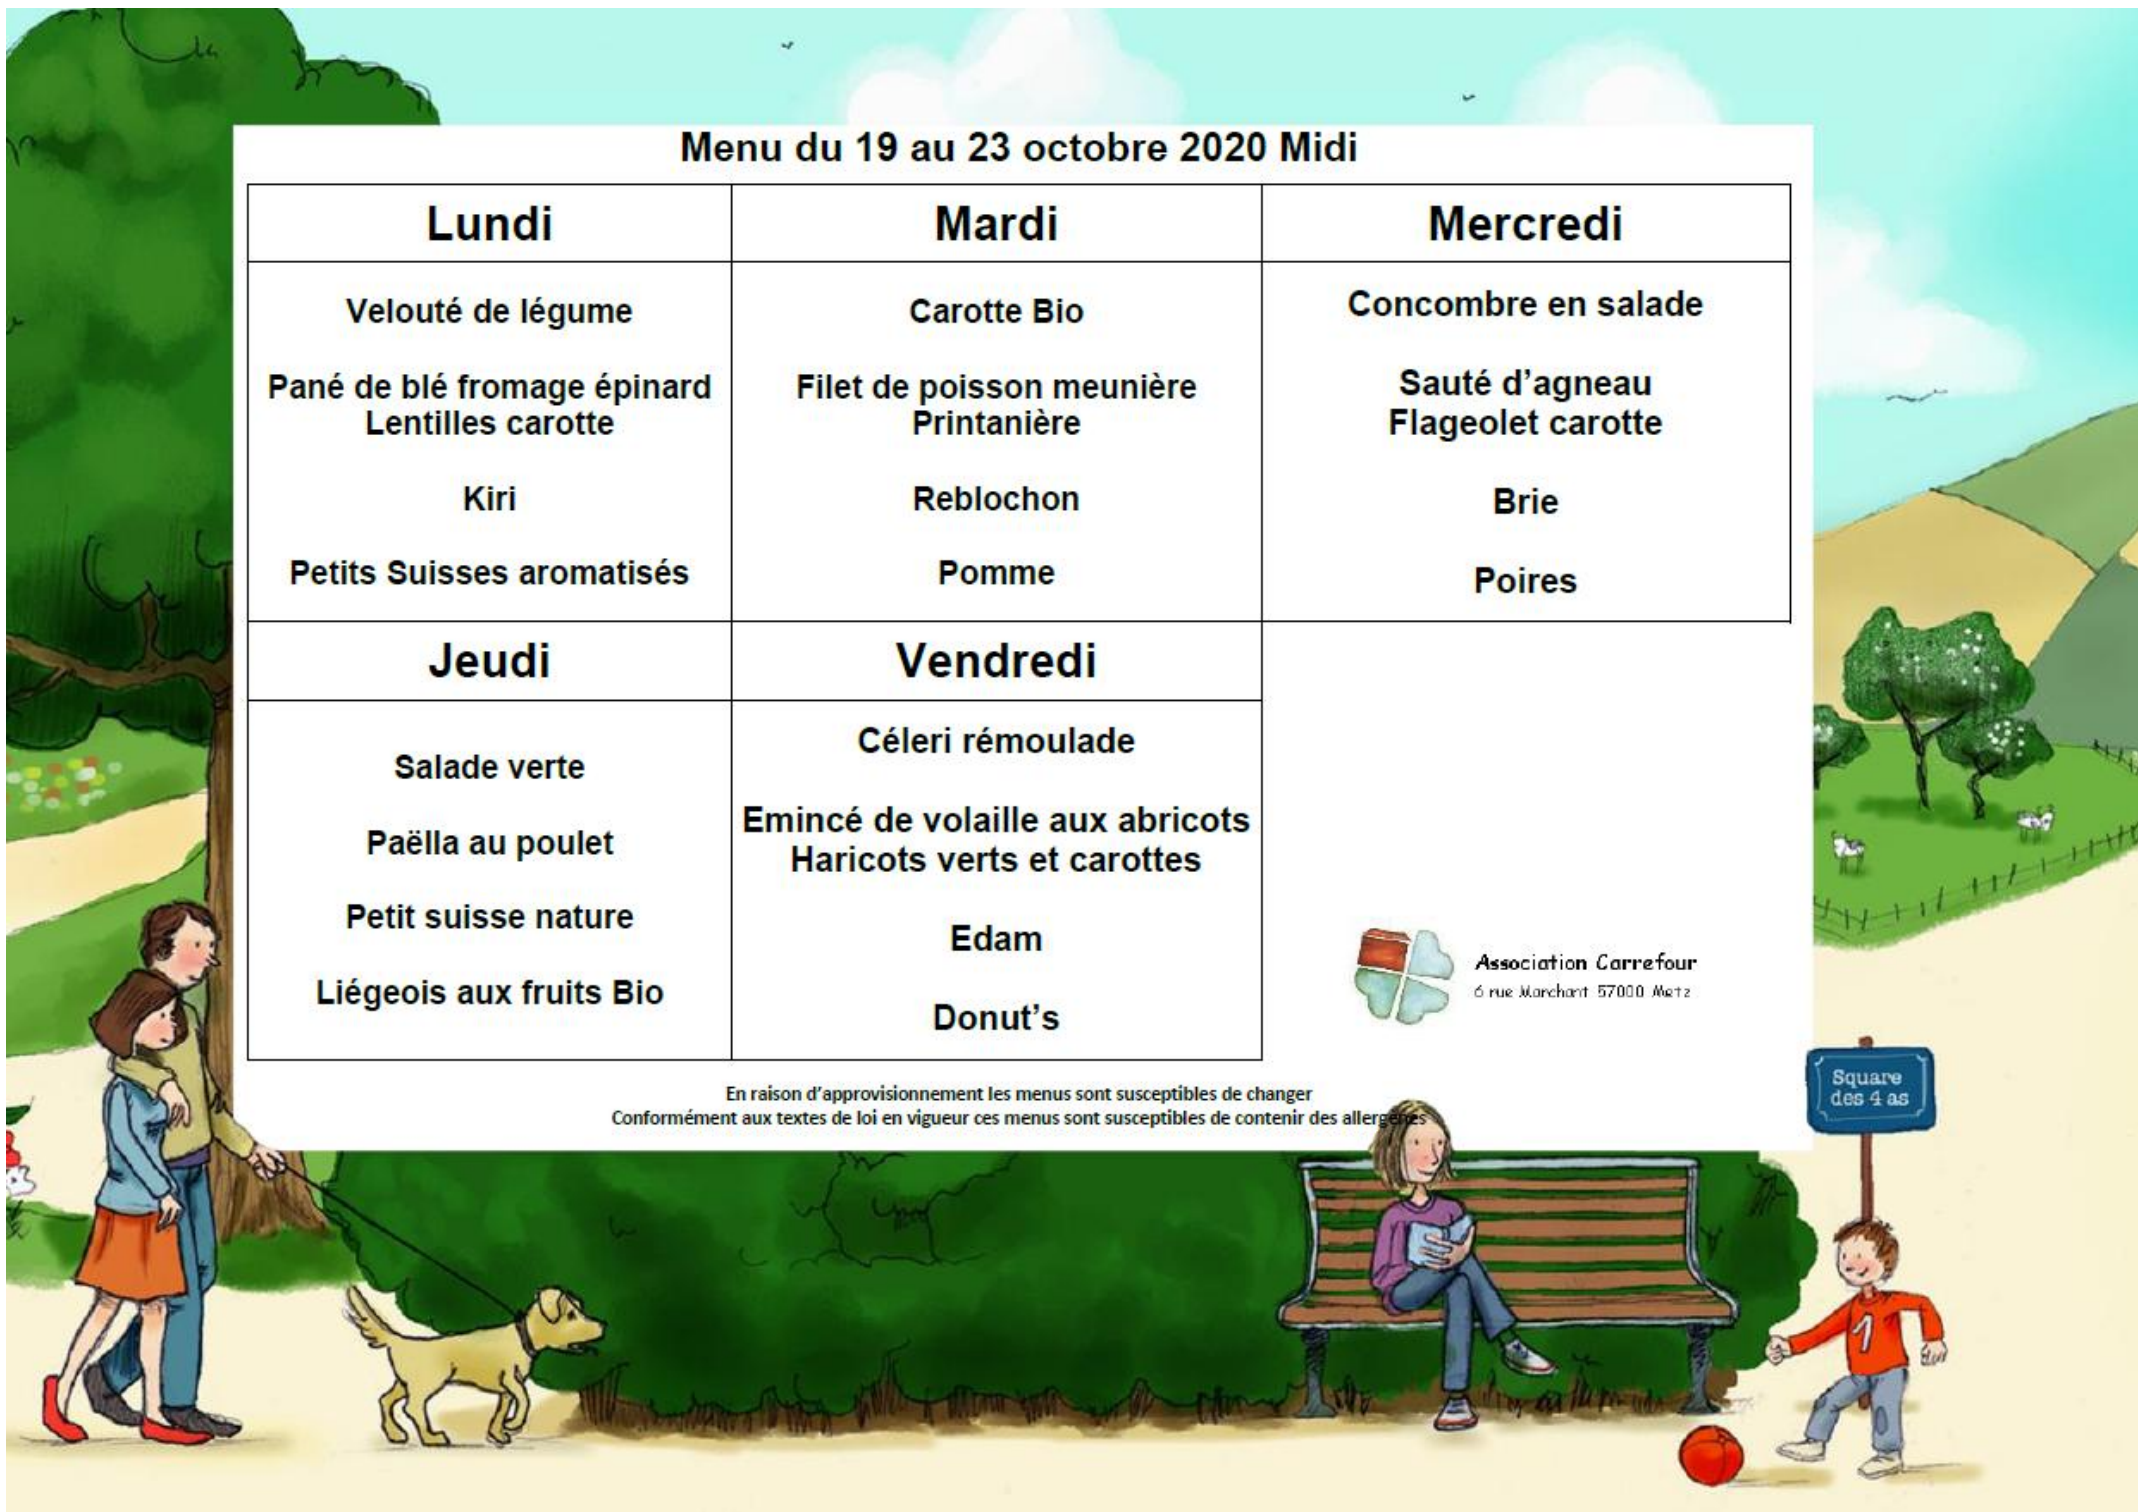 Menu du 19 au 23 octobre 2020 Midi
Lundi
Mardi
Mercredi
Velouté de légume
Pané de blé fromage épinard
Lentilles carotte
Kiri
Petits Suisses aromatisés
Carotte Bio
Filet de poisson meunière
Printanière
Reblochon
Pomme
Concombre en salade
Sauté d’agneau
Flageolet carotte
Brie
Poires
Jeudi
Vendredi
Salade verte
Paëlla au poulet
Petit suisse nature
Liégeois aux fruits Bio
Céleri rémoulade
Emincé de volaille aux abricots
Haricots verts et carottes
Edam
Donut’s
Association Carrefour
6 rue Marchant 57000 Metz
En raison d’approvisionnement les menus sont susceptibles de changer
Conformément aux textes de loi en vigueur ces menus sont susceptibles de contenir des allergènes
Square
des 4 as
1